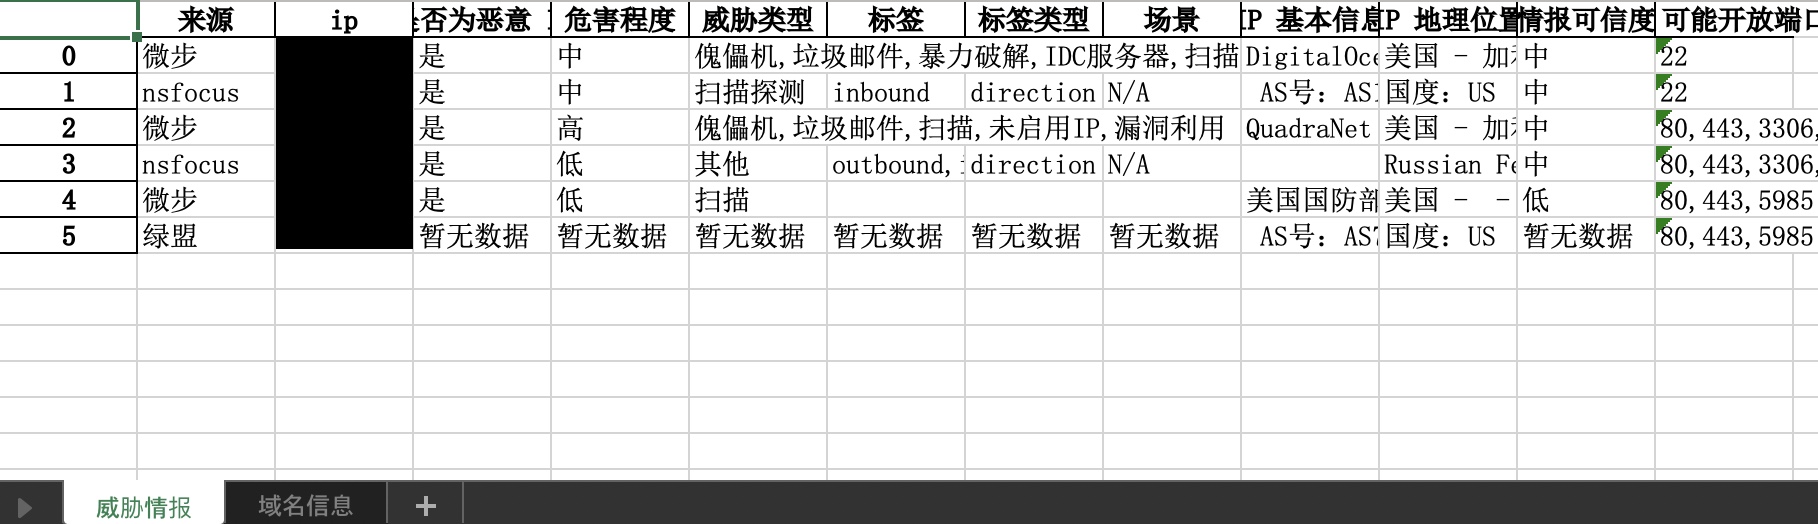 来源 ip 否为恶意 危害程度 威胁类型 标签 标签类型 场景 IP 基本信息 IP 地理位置 情报可信度 可能开放端口
0 微步 是 中 傀儡机,垃圾邮件,暴力破解,IDC服务器,扫描 DigitalOce 美国 - 加 中 22
1 nsfocus 是 中 扫描探测 inbound direction N/A AS号: AS 国度: US 中 22
2 微步 是 高 傀儡机,垃圾邮件,扫描,未启用IP,漏洞利用 QuadraNet 美国 - 加 中 80,443,3306,
3 nsfocus 是 低 其他 outbound, direction N/A Russian Fe 中 80,443,3306,
4 微步 是 低 扫描 美国国防部 美国 - - 低 80,443,5985
5 绿盟 暂无数据 暂无数据 暂无数据 暂无数据 暂无数据 暂无数据 AS号: AS 国度: US 暂无数据 80,443,5985
威胁情报 域名信息 +